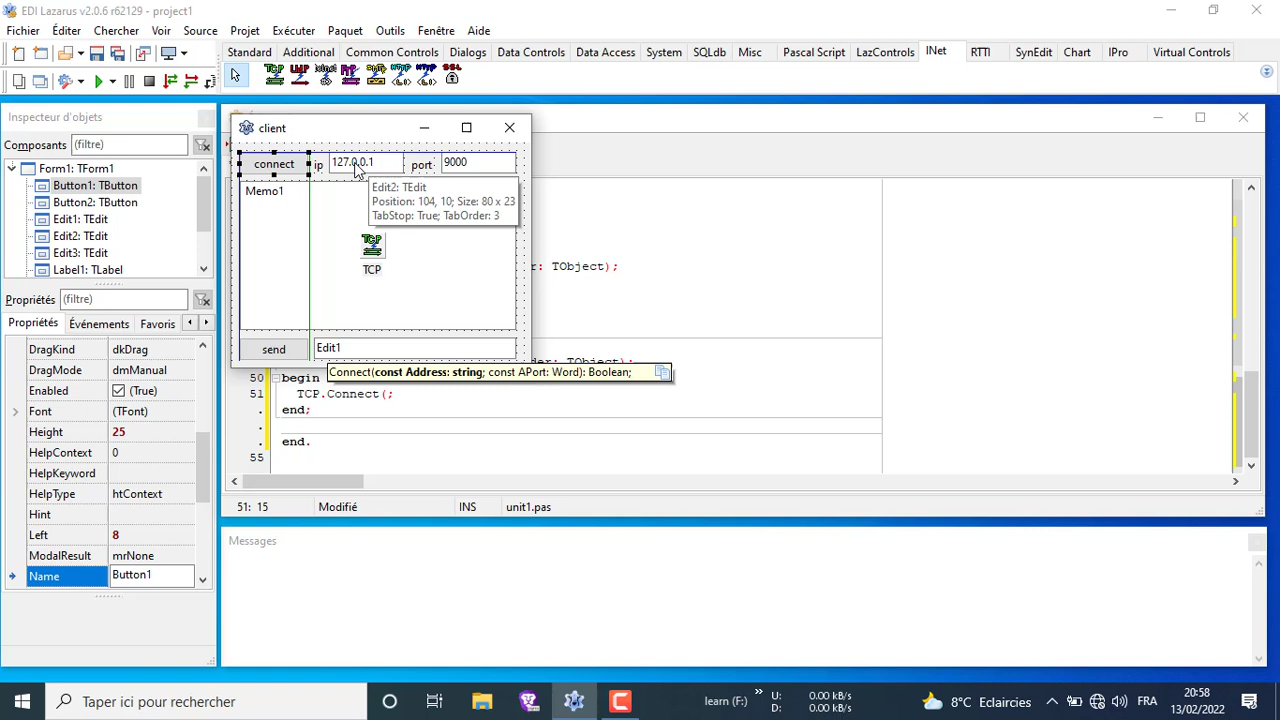 EDI Lazarus v2.0.6 r62129 - project1
Fichier Éditer Chercher Voir Source Projet Exécuter Paquet Outils Fenêtre Aide
Standard Additional Common Controls Dialogs Data Controls Data Access System SQLdb Misc Pascal Script LazControls INet RTTI SynEdit Chart IPro Virtual Controls
Inspecteur d'objets
Composants (filtre)
Form1: TForm1
Button1: TButton
Button2: TButton
Edit1: TEdit
Edit2: TEdit
Edit3: TEdit
Label1: TLabel
Propriétés (filtre)
Propriétés Événements Favoris
DragKind dkDrag
DragMode dmManual
Enabled (True)
Font (TFont)
Height 25
HelpContext 0
HelpKeyword
HelpType htContext
Hint
Left 8
ModalResult mrNone
Name Button1
client
connect ip 127.0.0.1 port 9000
Memo1
Edit2: TEdit
Position: 104, 10; Size: 80 x 23
TabStop: True; TabOrder: 3
TCP
TCP
send Edit1
: TObject);
TObject);
Connect(const Address: string; const APort: Word): Boolean;
50 begin
51 TCP.Connect(;
end;
end.
55
51: 15 Modifié INS unit1.pas
Messages
Taper ici pour rechercher
learn (F:)
U: 0.00 kB/s
D: 0.00 kB/s
8°C Eclaircies
FRA
20:58
13/02/2022